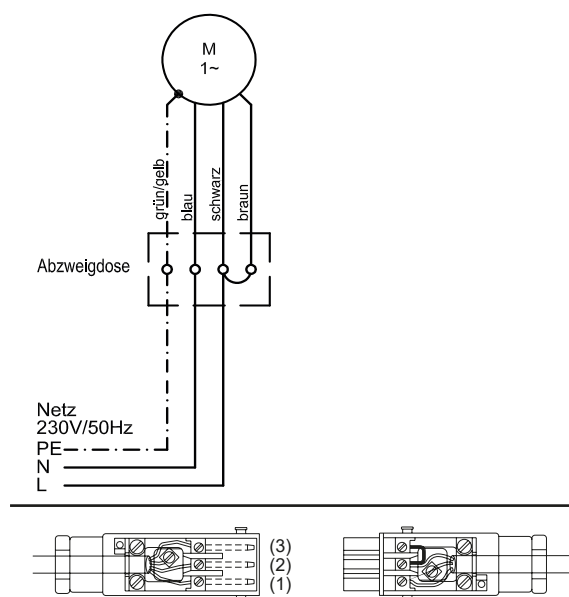 M
1~
grün/gelb
blau
schwarz
braun
Abzweigdose
Netz
230V/50Hz
PE
N
L
(3)
(2)
(1)